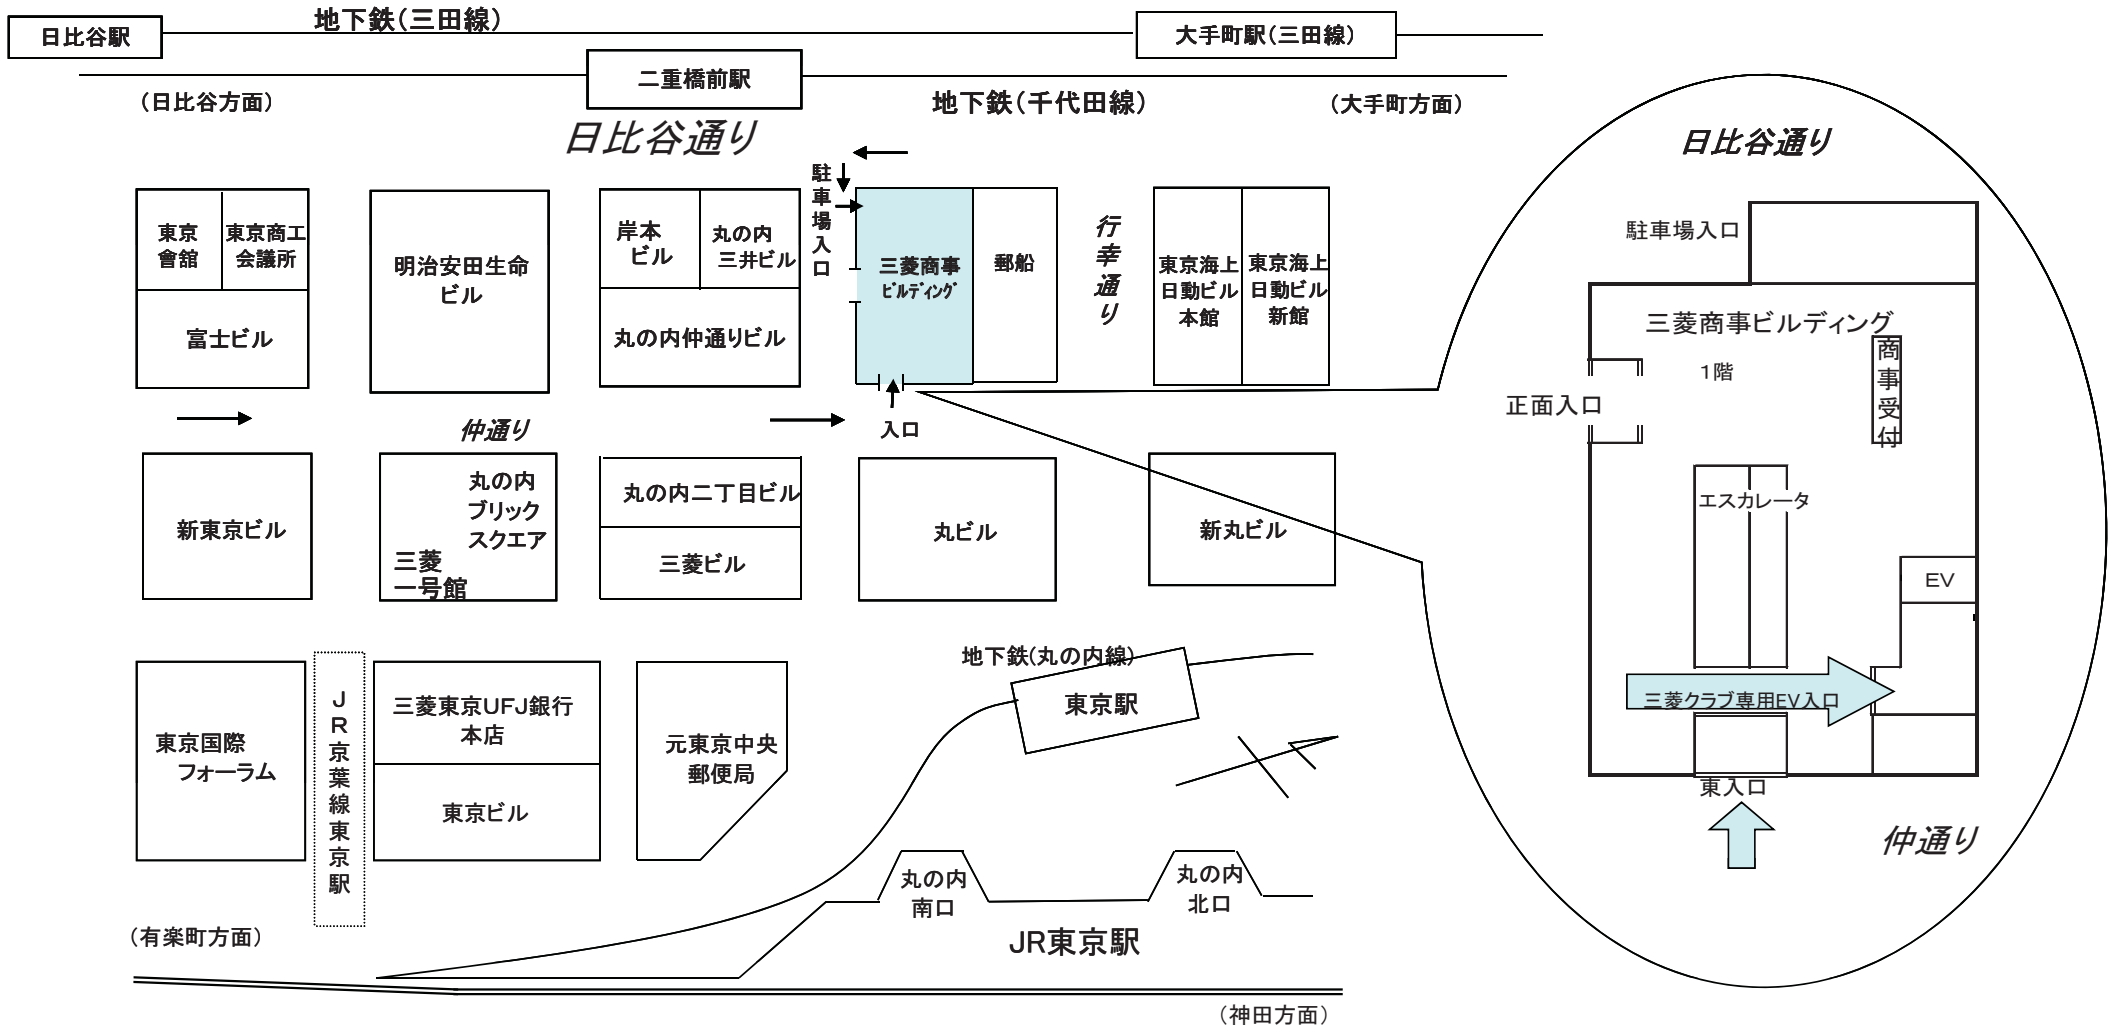 地下鉄(三田線)
日比谷駅
大手町駅(三田線)
二重橋前駅
(日比谷方面)
地下鉄(千代田線)
(大手町方面)
日比谷通り
駐車場入口
東京
會舘
東京商工
会議所
富士ビル
明治安田生命
ビル
岸本
ビル
丸の内
三井ビル
丸の内仲通りビル
三菱商事
ビルディング
郵船
行幸通り
東京海上
日動ビル
本館
東京海上
日動ビル
新館
仲通り
入口
新東京ビル
丸の内
ブリック
スクエア
三菱
一号館
丸の内二丁目ビル
三菱ビル
丸ビル
新丸ビル
東京国際
フォーラム
JR京葉線東京駅
三菱東京UFJ銀行
本店
東京ビル
元東京中央
郵便局
地下鉄(丸の内線)
東京駅
丸の内
南口
丸の内
北口
JR東京駅
(有楽町方面)
(神田方面)
日比谷通り
駐車場入口
三菱商事ビルディング
1階
商事受付
正面入口
エスカレータ
EV
三菱クラブ専用EV入口
東入口
仲通り